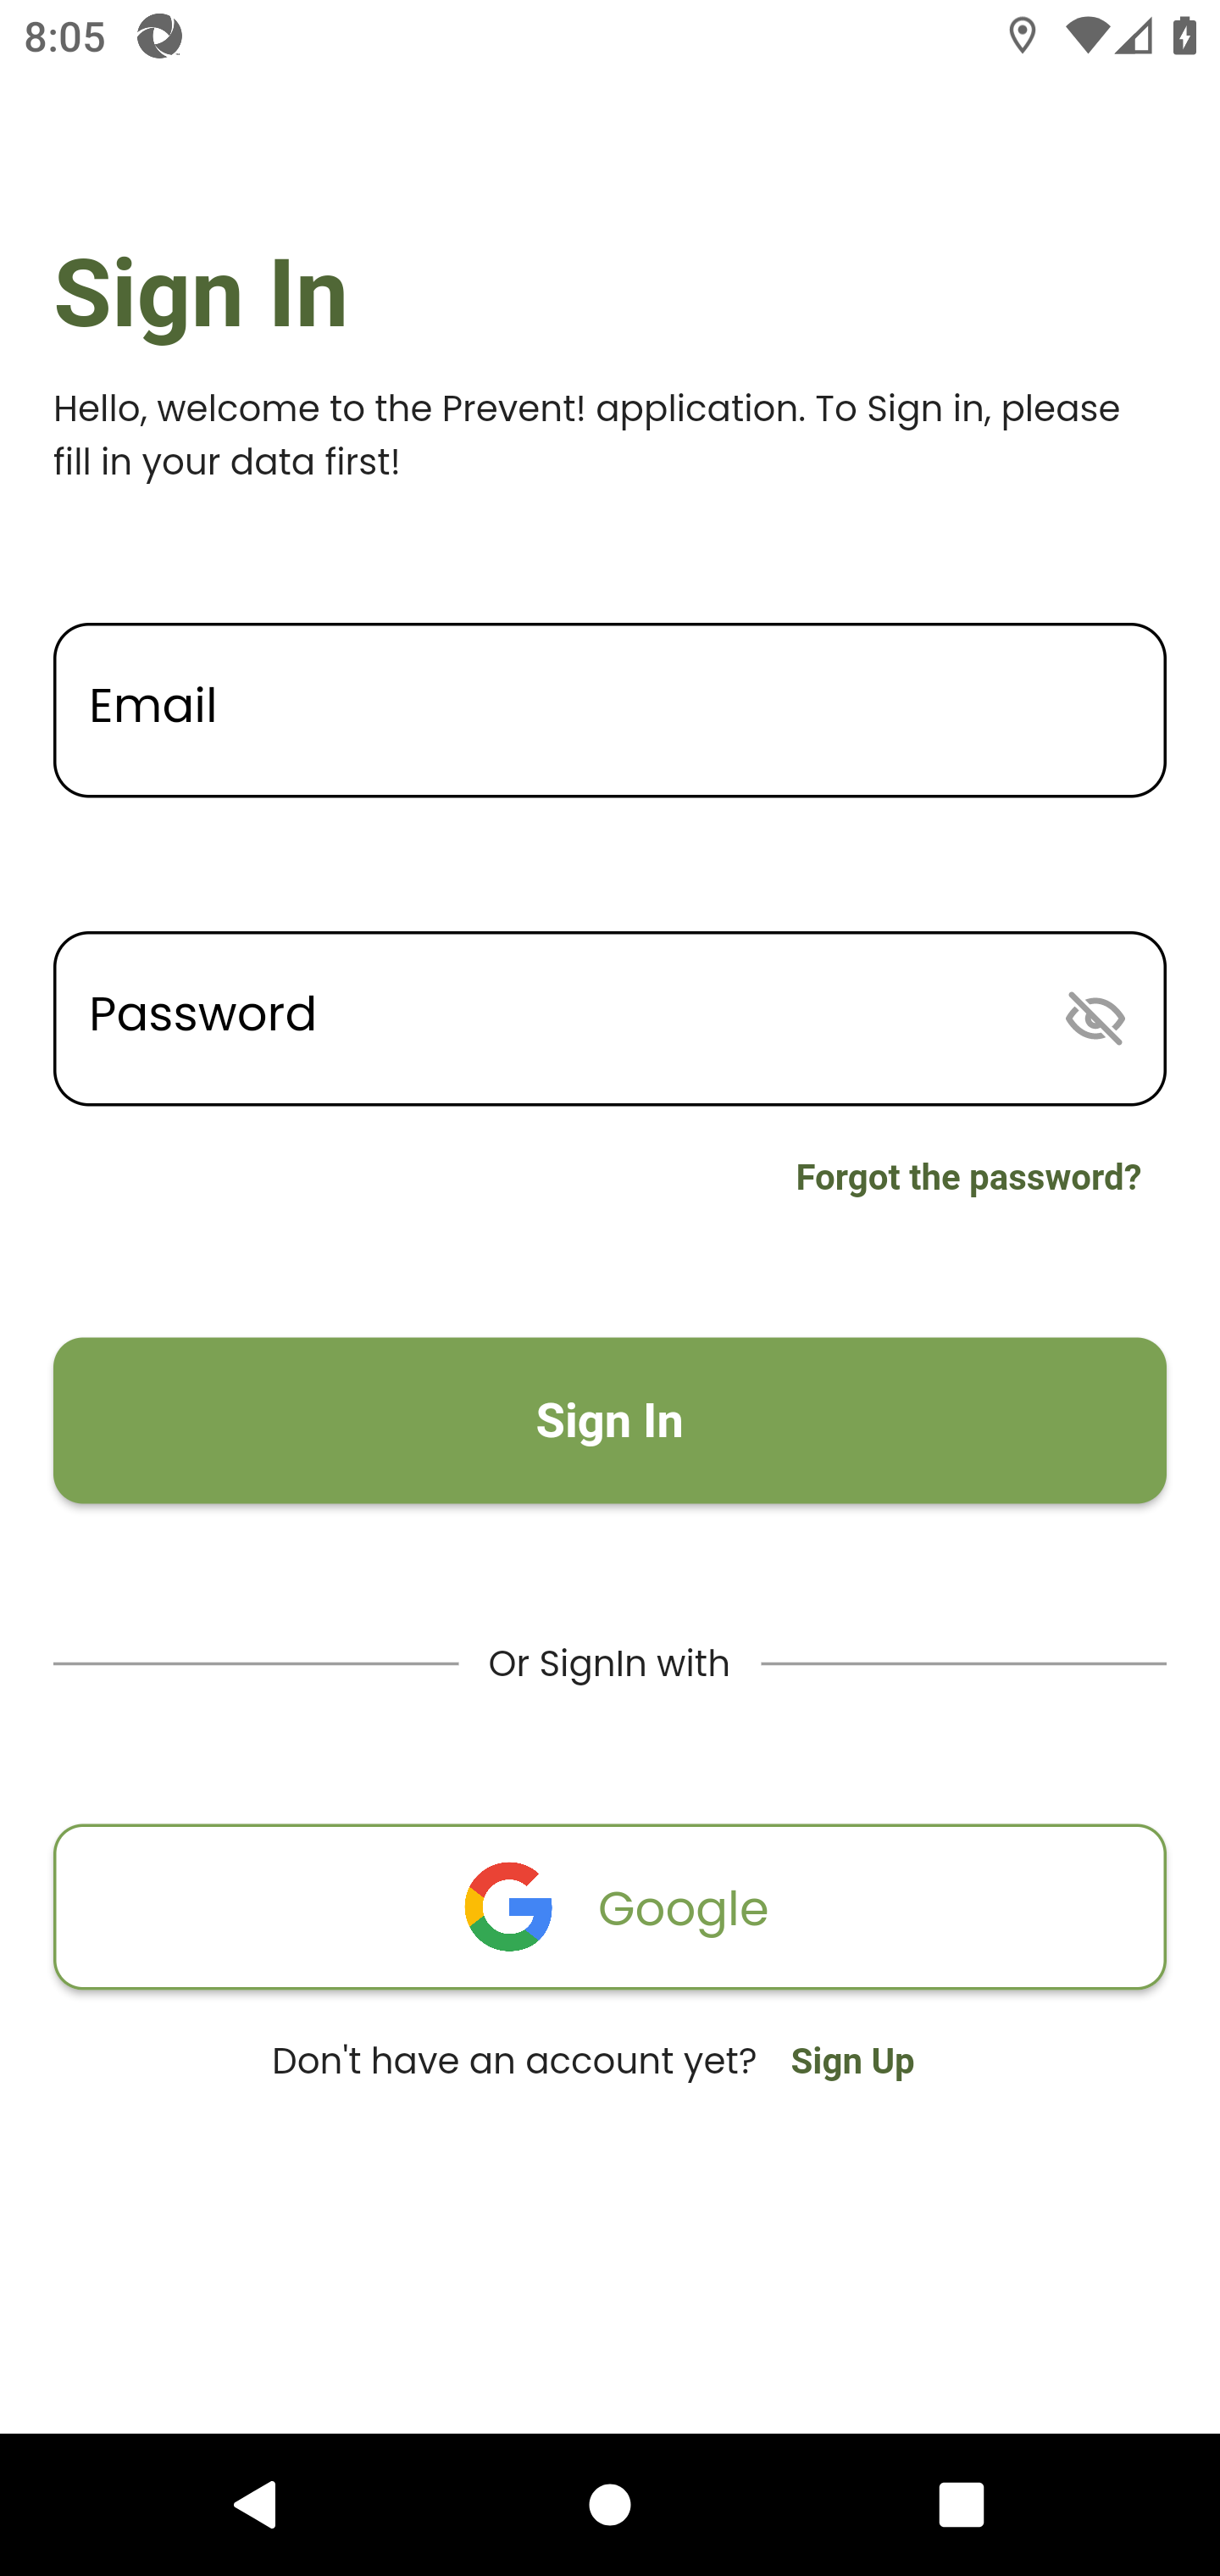 8:05
Sign In
Hello, welcome to the Prevent! application. To Sign in, please
fill in your data first!
Email
Password
Forgot the password?
Sign In
Or SignIn with
Google
Don't have an account yet? Sign Up